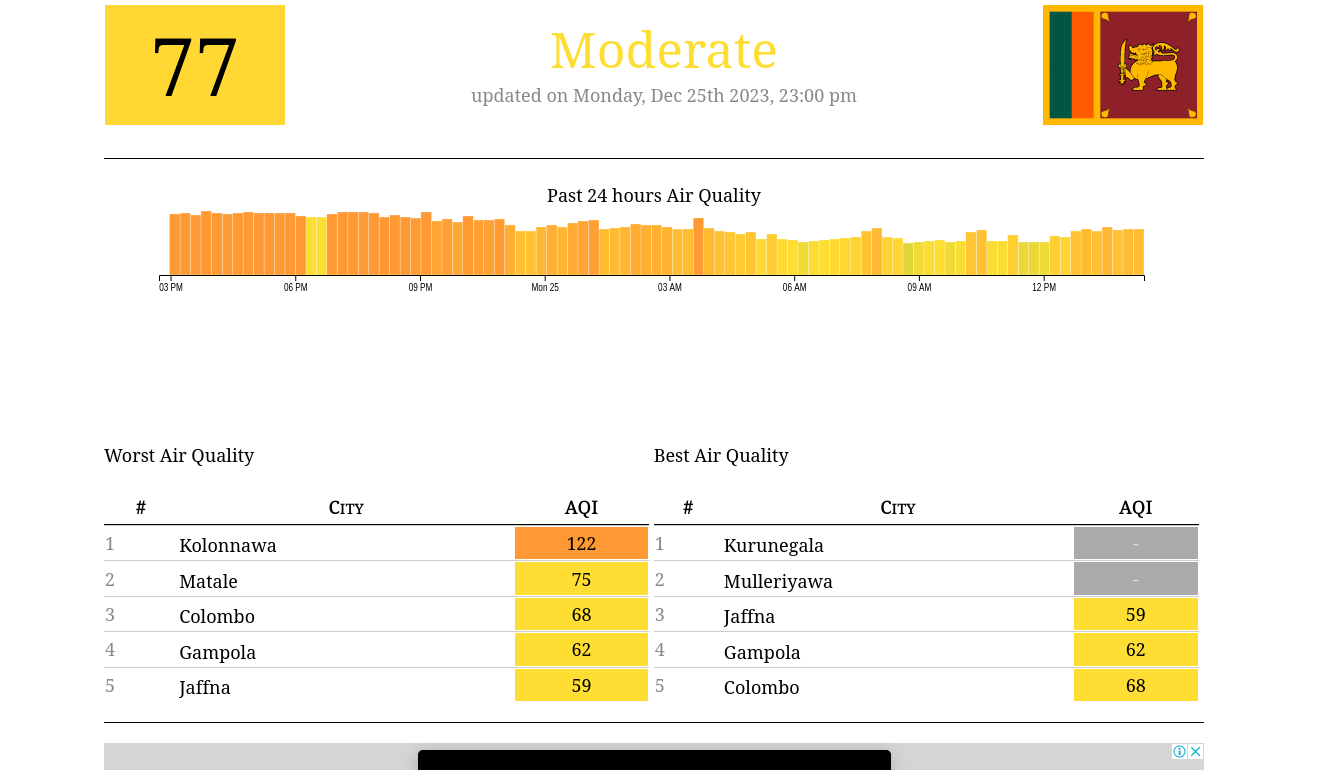 77
Moderate
updated on Monday, Dec 25th 2023, 23:00 pm
Past 24 hours Air Quality
03 PM 06 PM 09 PM Mon 25 03 AM 06 AM 09 AM 12 PM
Worst Air Quality
# City AQI
1 Kolonnawa 122
2 Matale 75
3 Colombo 68
4 Gampola 62
5 Jaffna 59
Best Air Quality
# City AQI
1 Kurunegala -
2 Mulleriyawa -
3 Jaffna 59
4 Gampola 62
5 Colombo 68